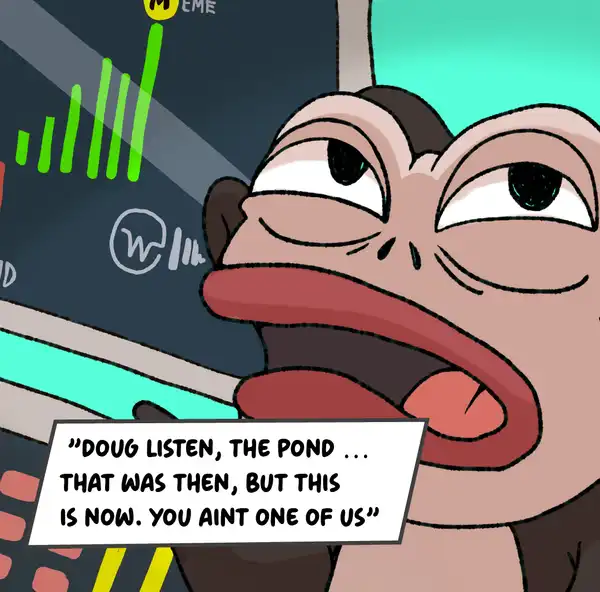 M EME
W
D
"DOUG LISTEN, THE POND ...
THAT WAS THEN, BUT THIS
IS NOW. YOU AINT ONE OF US"